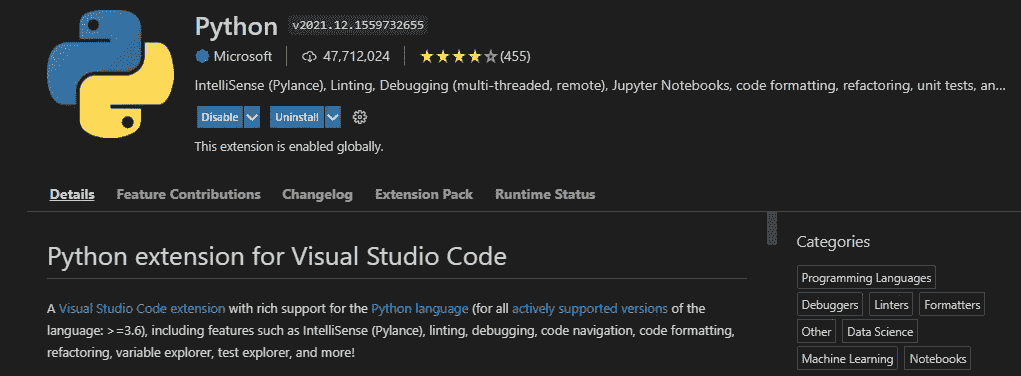 Python v2021.12.1559732655
Microsoft 47,712,024 (455)
IntelliSense (Pylance), Linting, Debugging (multi-threaded, remote), Jupyter Notebooks, code formatting, refactoring, unit tests, an...
Disable Uninstall
This extension is enabled globally.
Details Feature Contributions Changelog Extension Pack Runtime Status
Python extension for Visual Studio Code
A Visual Studio Code extension with rich support for the Python language (for all actively supported versions of the
language: >=3.6), including features such as IntelliSense (Pylance), linting, debugging, code navigation, code formatting,
refactoring, variable explorer, test explorer, and more!
Categories
Programming Languages
Debuggers Linters Formatters
Other Data Science
Machine Learning Notebooks